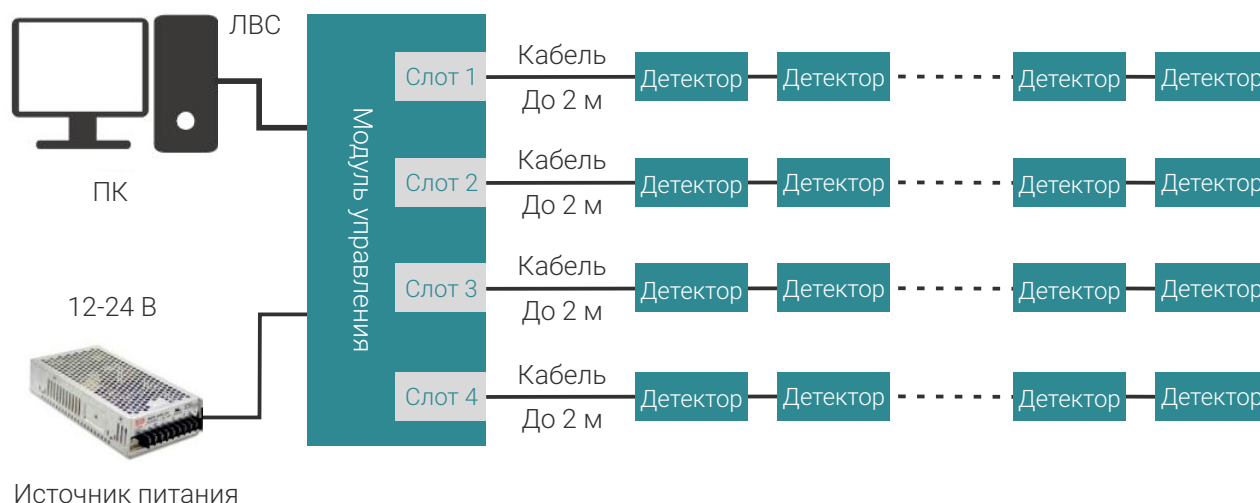 ЛВС
ПК
12-24 В
Источник питания
Модуль управления
Слот 1
Кабель
До 2 м
Детектор
Детектор
Детектор
Детектор
Слот 2
Кабель
До 2 м
Детектор
Детектор
Детектор
Детектор
Слот 3
Кабель
До 2 м
Детектор
Детектор
Детектор
Детектор
Слот 4
Кабель
До 2 м
Детектор
Детектор
Детектор
Детектор